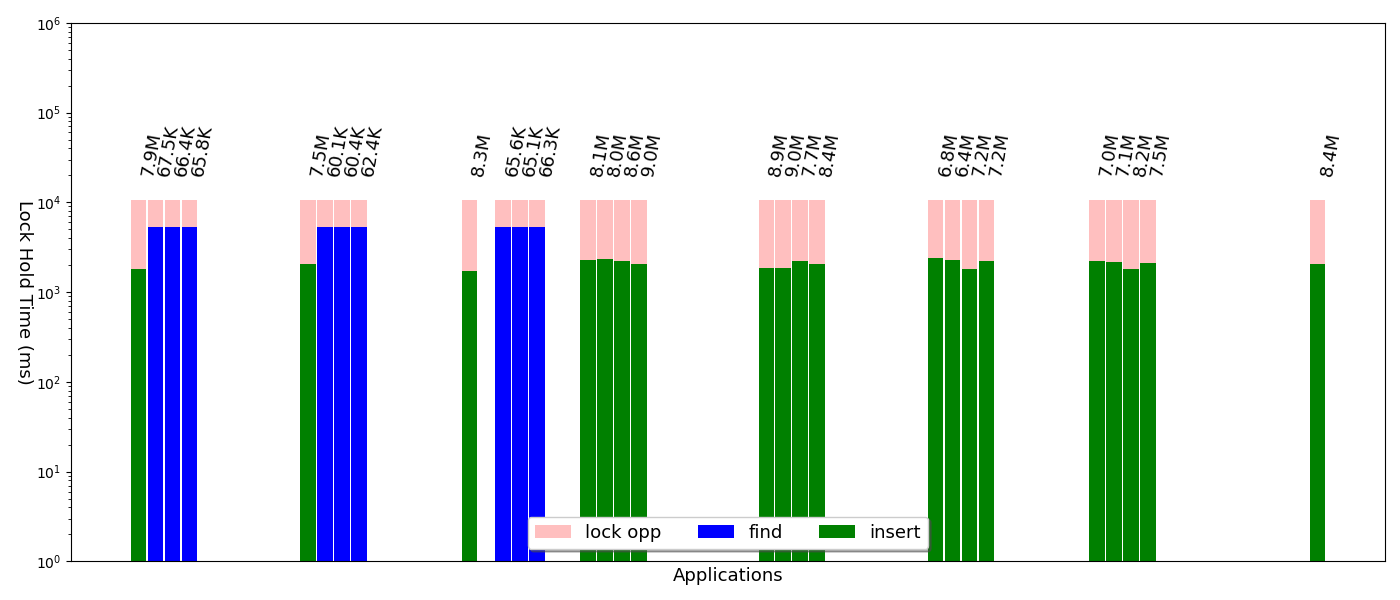 10^6
10^5
10^4
10^3
10^2
10^1
10^0
Lock Hold Time (ms)
7.9M
67.5K
66.4K
65.8K
7.5M
60.1K
60.4K
62.4K
8.3M
65.6K
65.1K
66.3K
8.1M
8.0M
8.6M
9.0M
8.9M
9.0M
7.7M
8.4M
6.8M
6.4M
7.2M
7.2M
7.0M
7.1M
8.2M
7.5M
8.4M
lock opp
find
insert
Applications